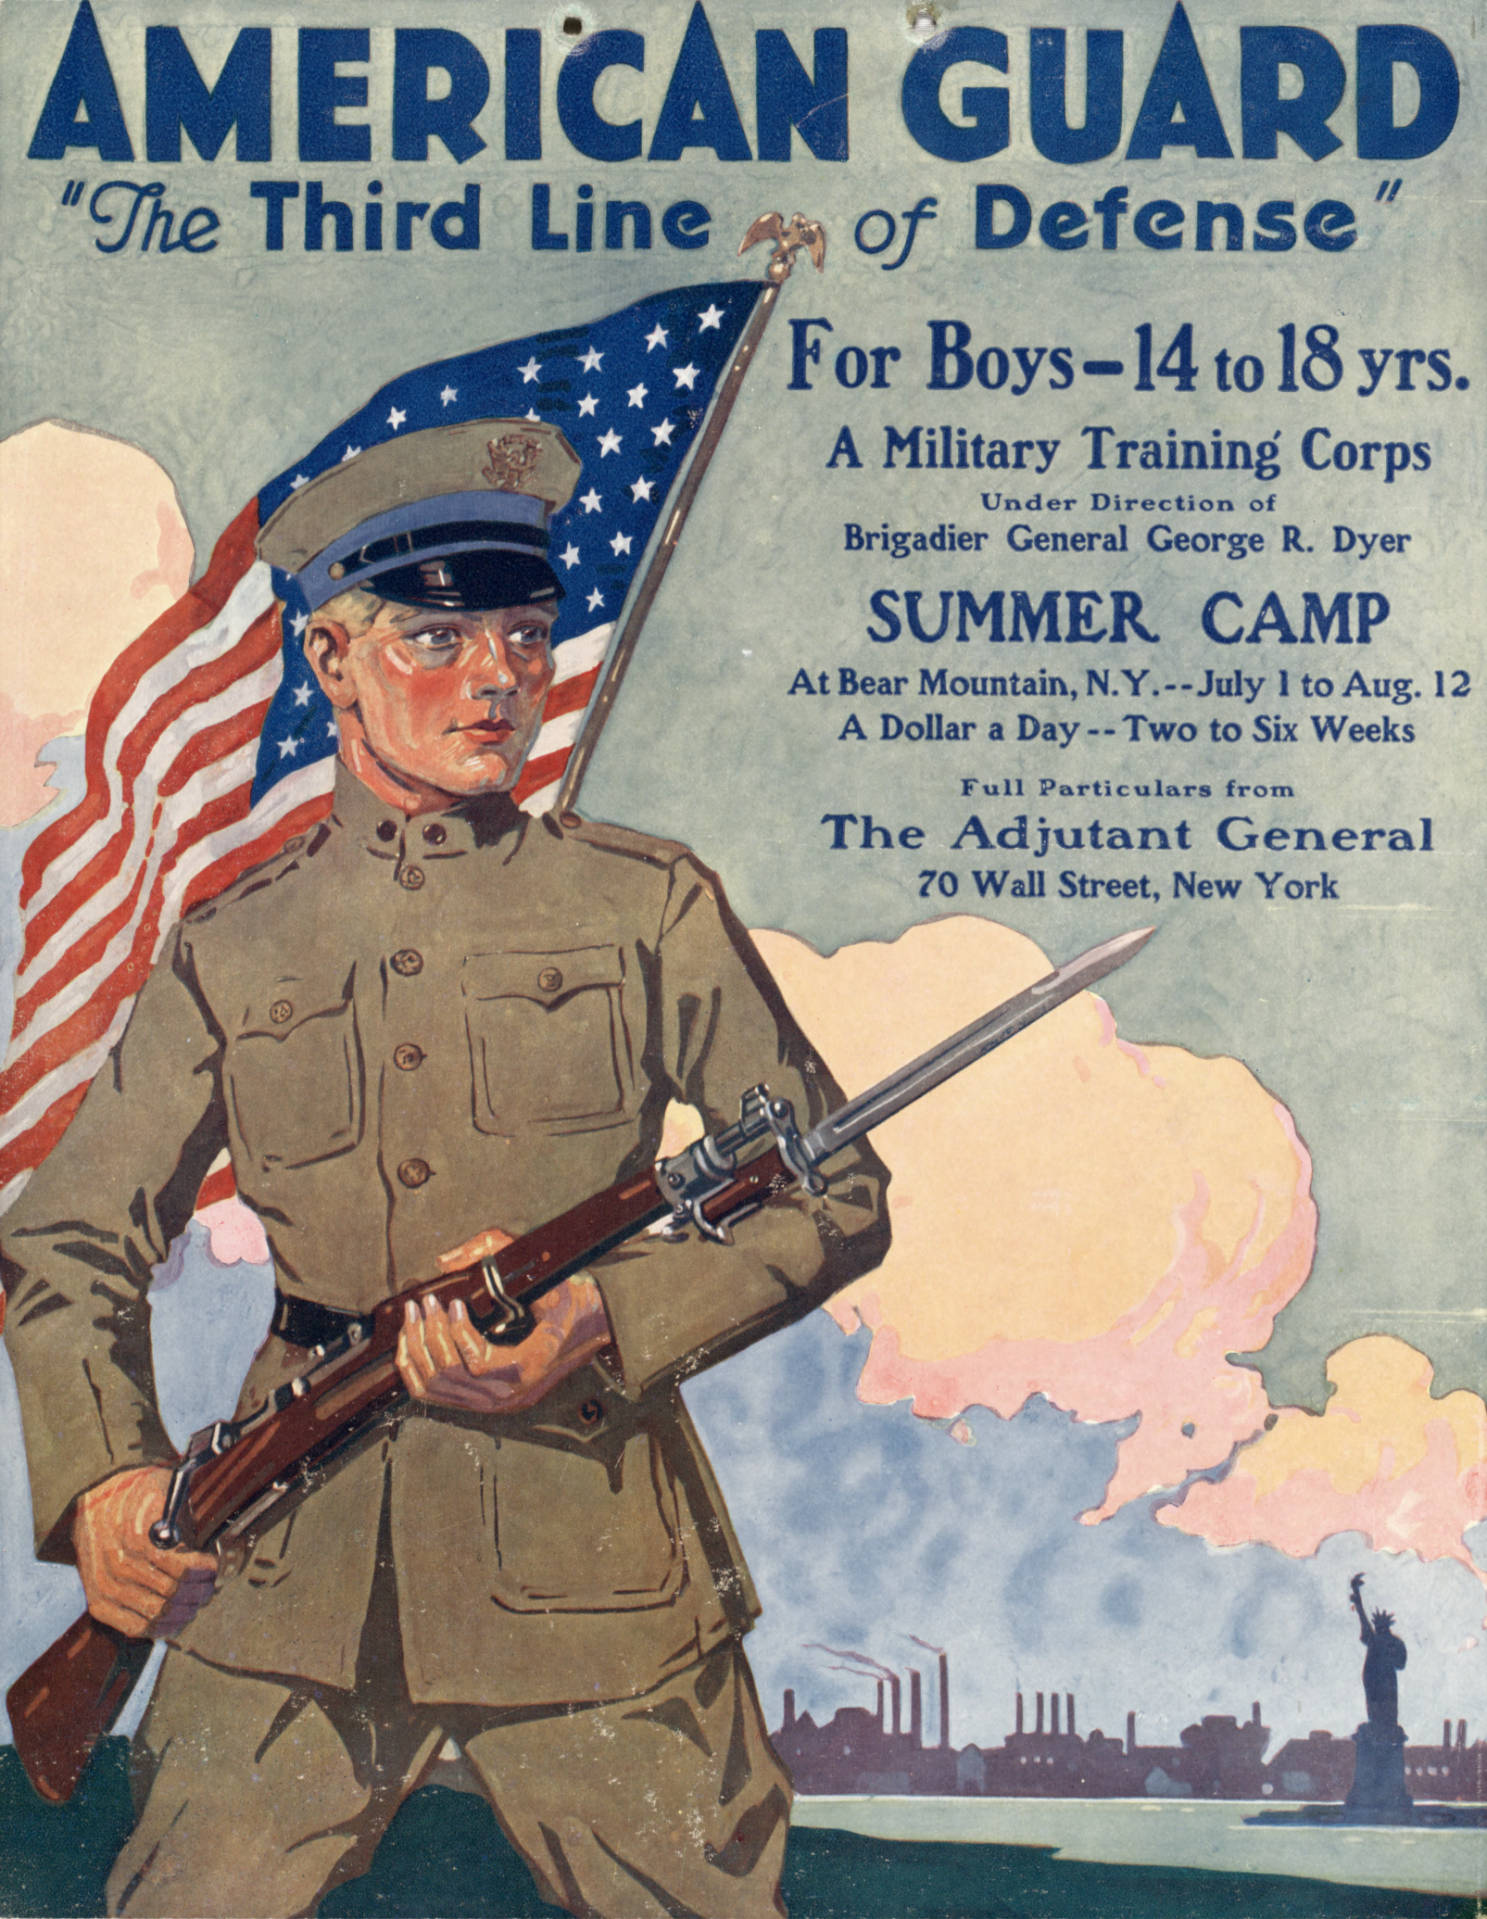 AMERICAN GUARD
"The Third Line of Defense"
For Boys-14 to 18 yrs.
A Military Training Corps
Under Direction of
Brigadier General George R. Dyer
SUMMER CAMP
At Bear Mountain, N.Y.--July 1 to Aug. 12
A Dollar a Day--Two to Six Weeks
Full Particulars from
The Adjutant General
70 Wall Street, New York